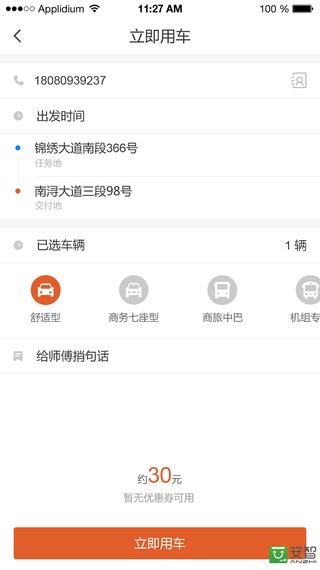 ●●●○○ Applidium 11:27 AM 100 %
立即用车
18080939237
出发时间
锦绣大道南段366号
任务地
南浔大道三段98号
交付地
已选车辆 1 辆
舒适型 商务七座型 商旅中巴 机组专
给师傅捎句话
约30元
暂无优惠券可用
立即用车
安智
ANZHI